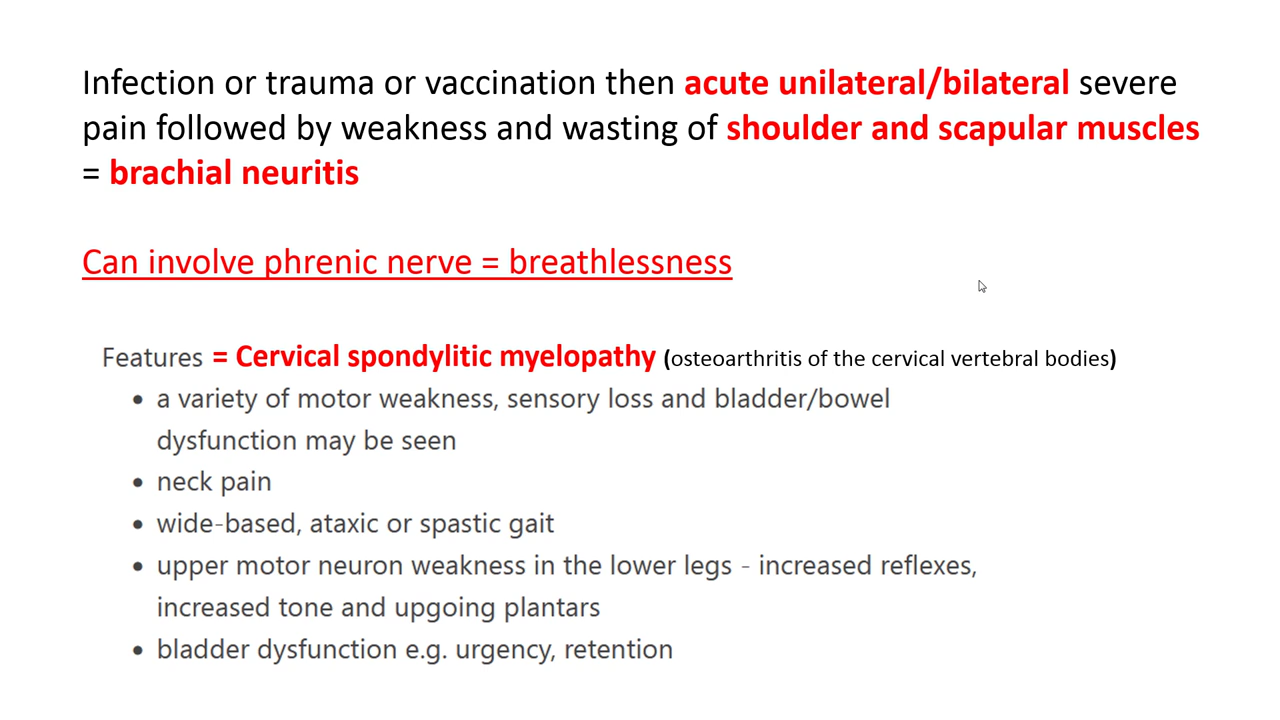 Infection or trauma or vaccination then acute unilateral/bilateral severe
pain followed by weakness and wasting of shoulder and scapular muscles
= brachial neuritis
Can involve phrenic nerve = breathlessness
Features = Cervical spondylitic myelopathy (osteoarthritis of the cervical vertebral bodies)
• a variety of motor weakness, sensory loss and bladder/bowel
dysfunction may be seen
• neck pain
• wide-based, ataxic or spastic gait
• upper motor neuron weakness in the lower legs - increased reflexes,
increased tone and upgoing plantars
• bladder dysfunction e.g. urgency, retention